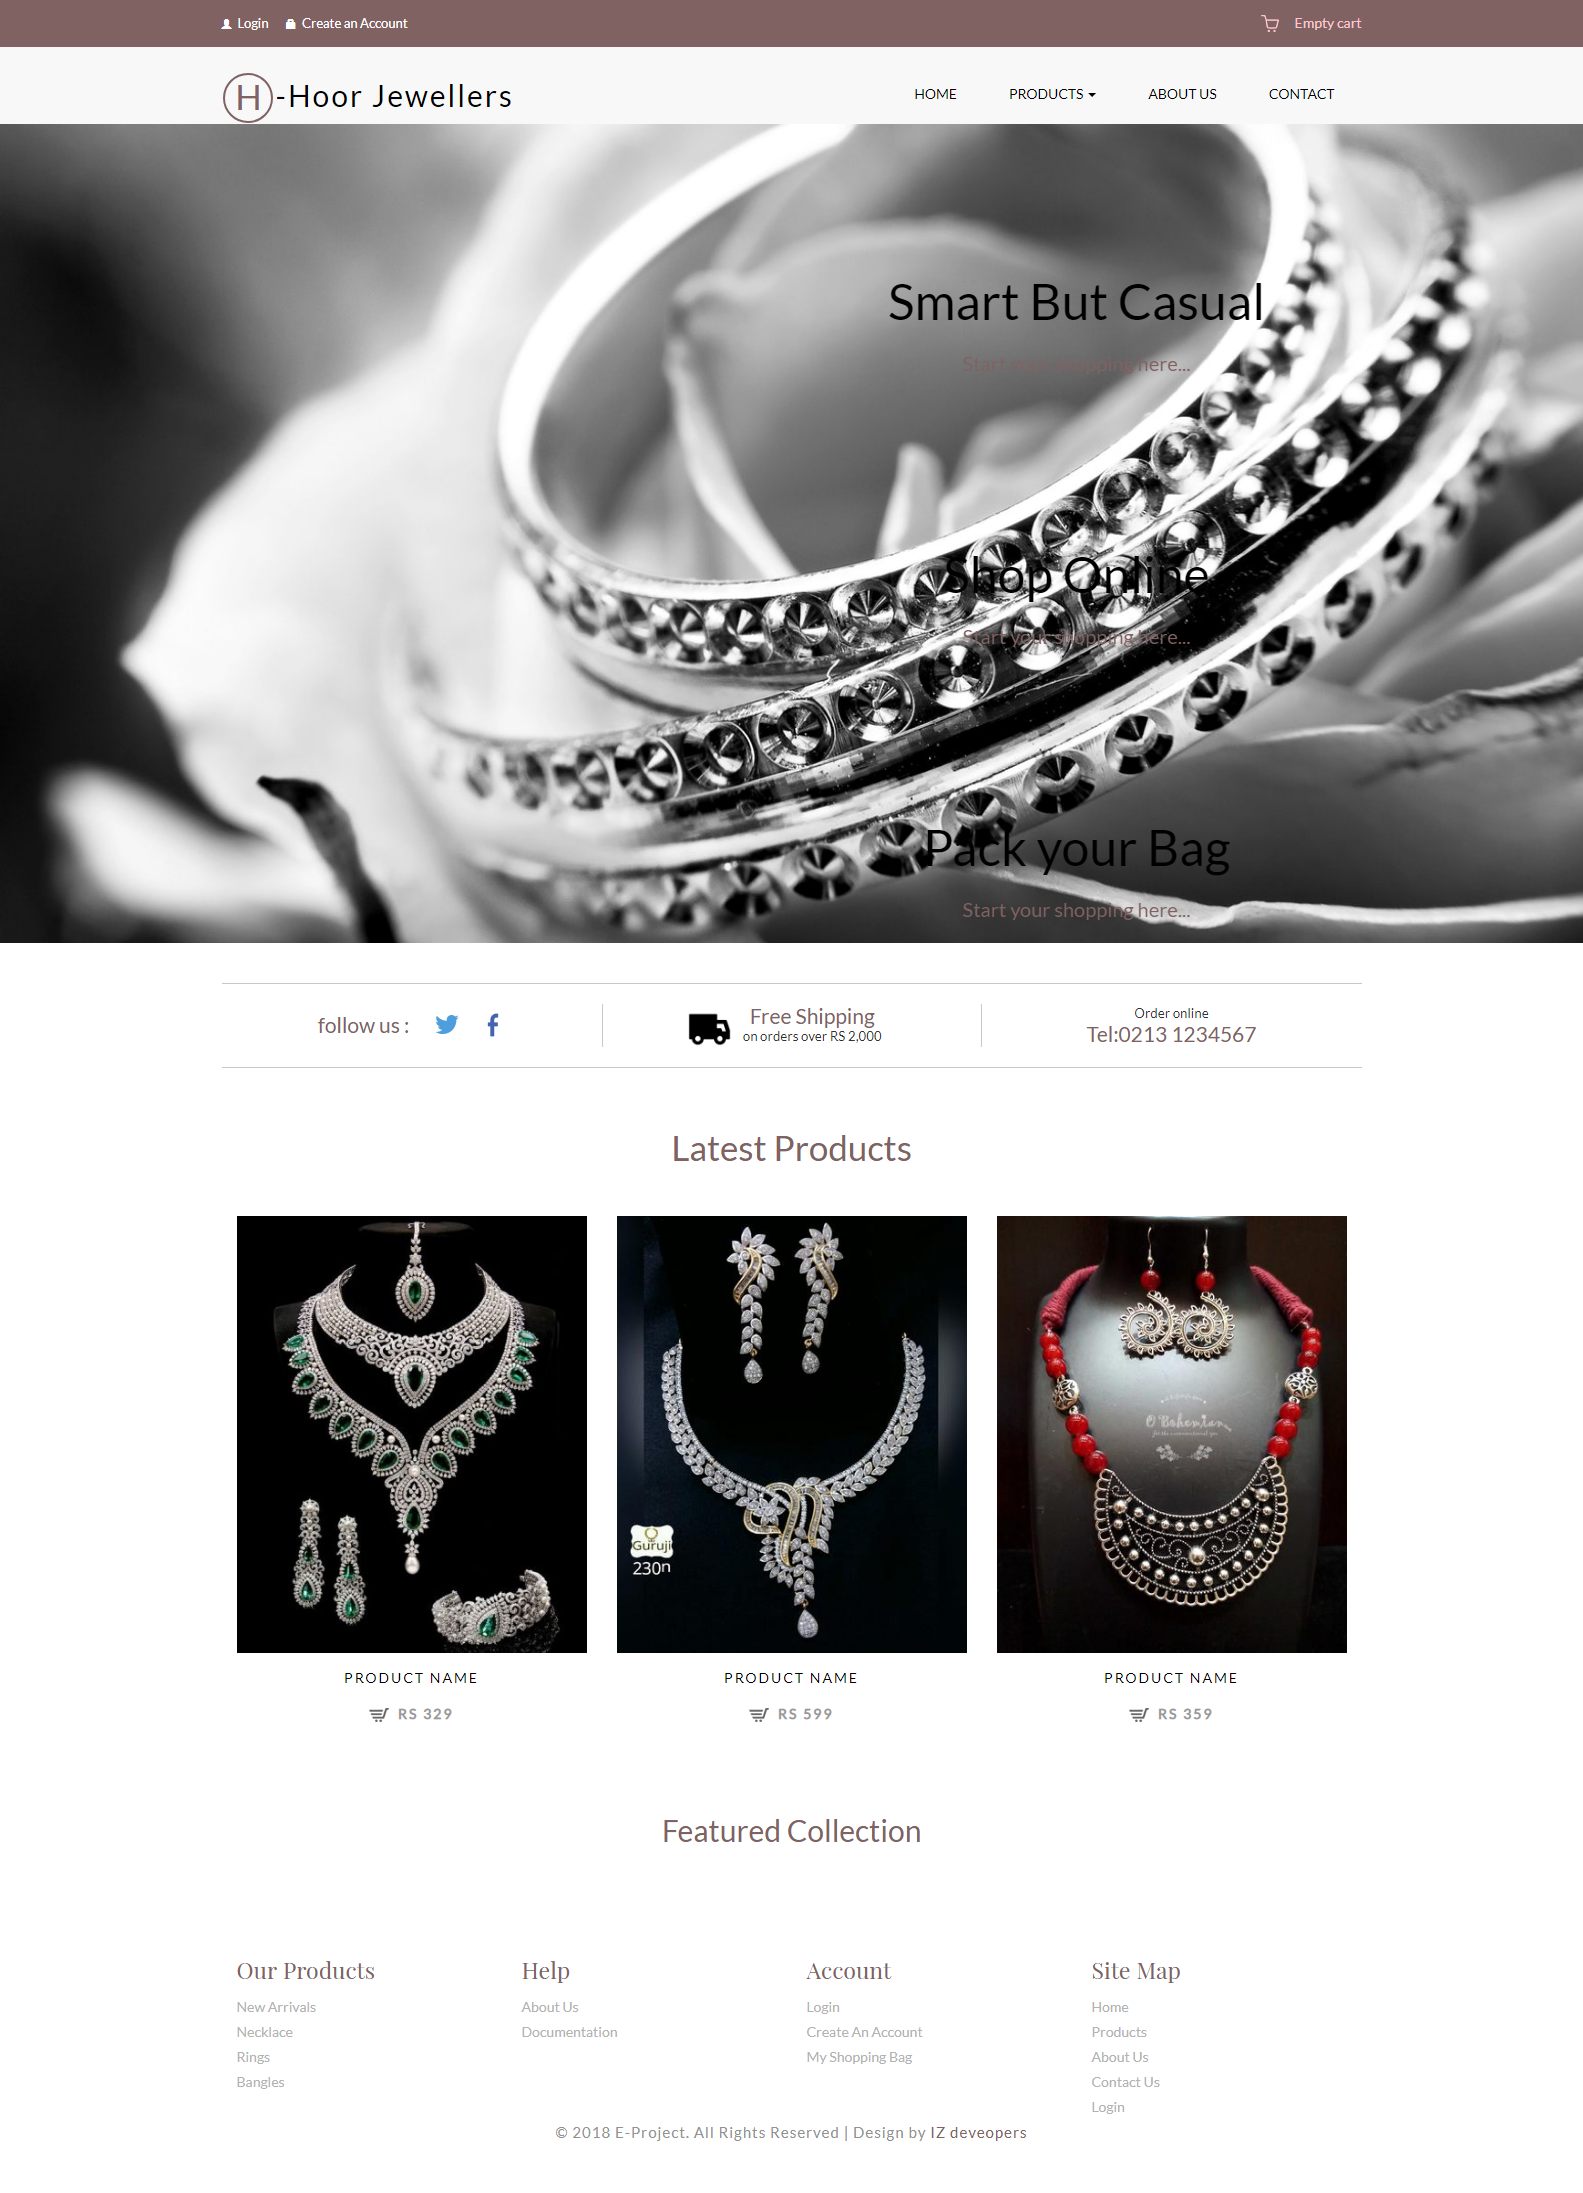 Login Create an Account Empty cart
H-Hoor Jewellers HOME PRODUCTS ABOUT US CONTACT
Smart But Casual
Start your shopping here...
Shop Online
Start your shopping here...
Pack your Bag
Start your shopping here...
follow us :
Free Shipping
on orders over RS 2,000
Order online
Tel:0213 1234567
Latest Products
Guruji
230n
O Bohemian
PRODUCT NAME PRODUCT NAME PRODUCT NAME
RS 329 RS 599 RS 359
Featured Collection
Our Products
New Arrivals
Necklace
Rings
Bangles
Help
About Us
Documentation
Account
Login
Create An Account
My Shopping Bag
Site Map
Home
Products
About Us
Contact Us
Login
© 2018 E-Project. All Rights Reserved | Design by IZ deveopers